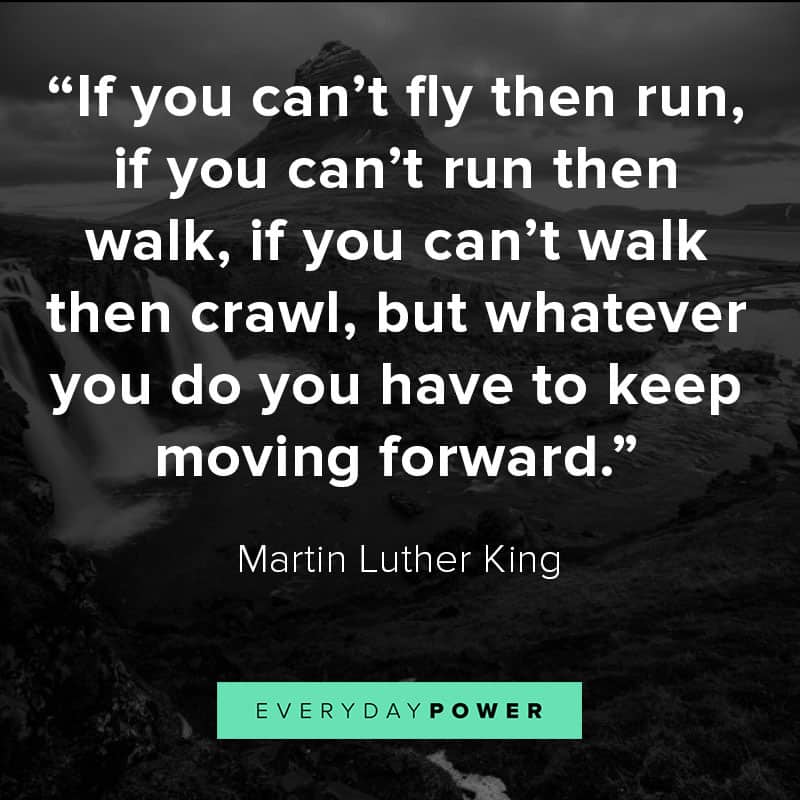 “If you can’t fly then run,
if you can’t run then
walk, if you can’t walk
then crawl, but whatever
you do you have to keep
moving forward.”
Martin Luther King
EVERYDAYPOWER